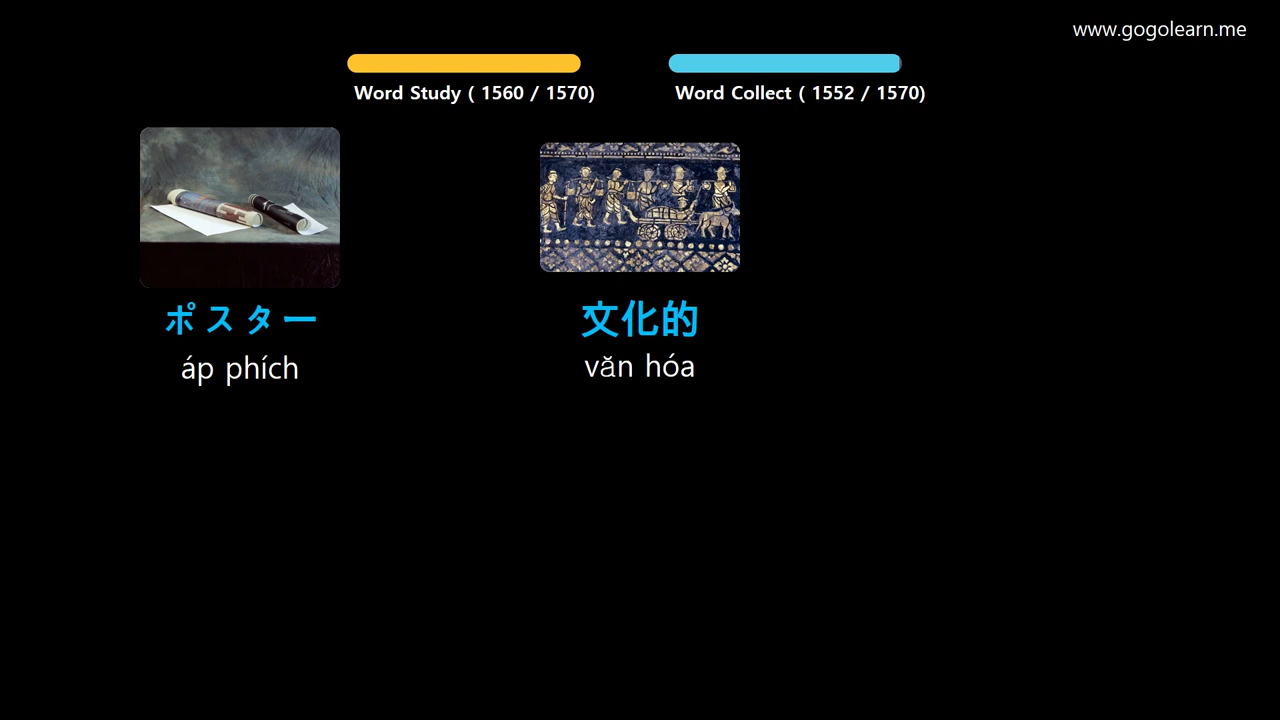 www.gogolearn.me
Word Study ( 1560 / 1570)
Word Collect ( 1552 / 1570)
ポスター
áp phích
文化的
văn hóa